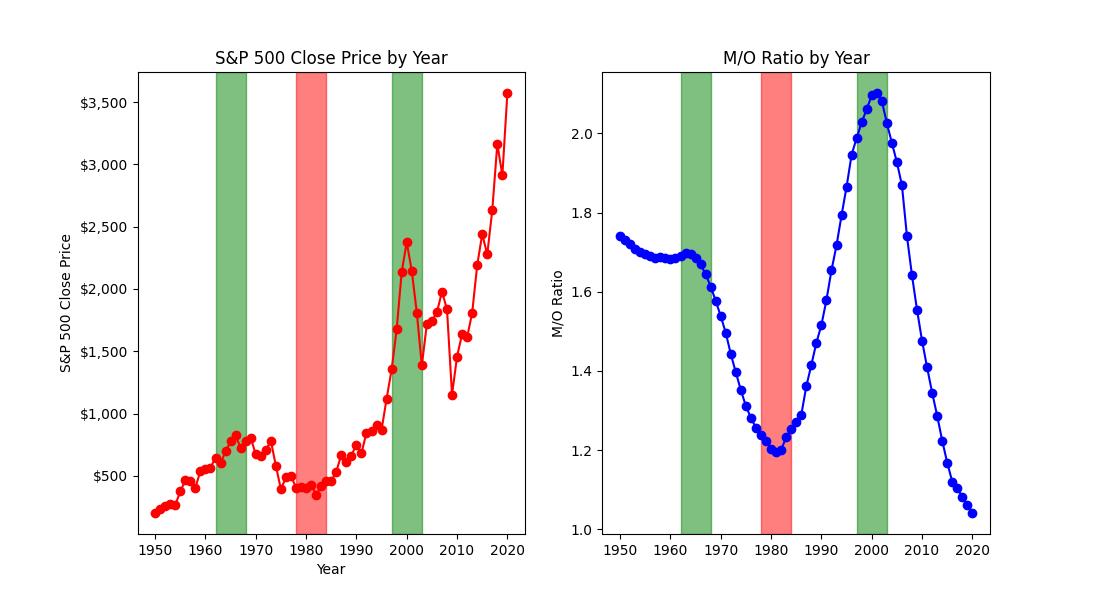 S&P 500 Close Price by Year
S&P 500 Close Price
$3,500
$3,000
$2,500
$2,000
$1,500
$1,000
$500
1950 1960 1970 1980 1990 2000 2010 2020
Year
M/O Ratio by Year
M/O Ratio
2.0
1.8
1.6
1.4
1.2
1.0
1950 1960 1970 1980 1990 2000 2010 2020